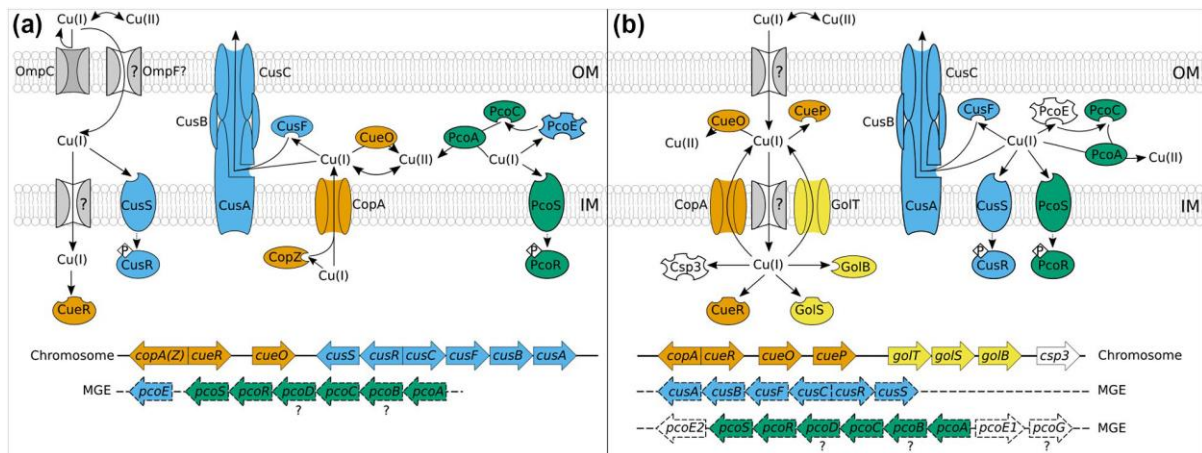 (a)
Cu(I) Cu(II)
OmpC ? OmpF? OM
CusC
CusB
CusF CueO PcoC PcoE
PcoA
Cu(I) Cu(I) Cu(II) Cu(I)
? CusS CusA CopA IM PcoS
P P
Cu(I) CusR CopZ Cu(I) PcoR
CueR
Chromosome copA(Z) cueR cueO cusS cusR cusC cusF cusB cusA
MGE pcoE pcoS pcoR pcoD pcoC pcoB pcoA
? ?
(b)
Cu(I) Cu(II)
? OM
CusC
CusB
CueO CueP CusF PcoE PcoC
Cu(II) Cu(I) Cu(I) PcoA Cu(II)
CopA ? GolT CusA CusS PcoS IM
P P
Csp3 Cu(I) GolB CusR PcoR
CueR GolS
copA cueR cueO cueP golT golS golB csp3 Chromosome
cusA cusB cusF cusC cusR cusS MGE
pcoE2 pcoS pcoR pcoD pcoC pcoB pcoA pcoE1 pcoG MGE
? ? ?